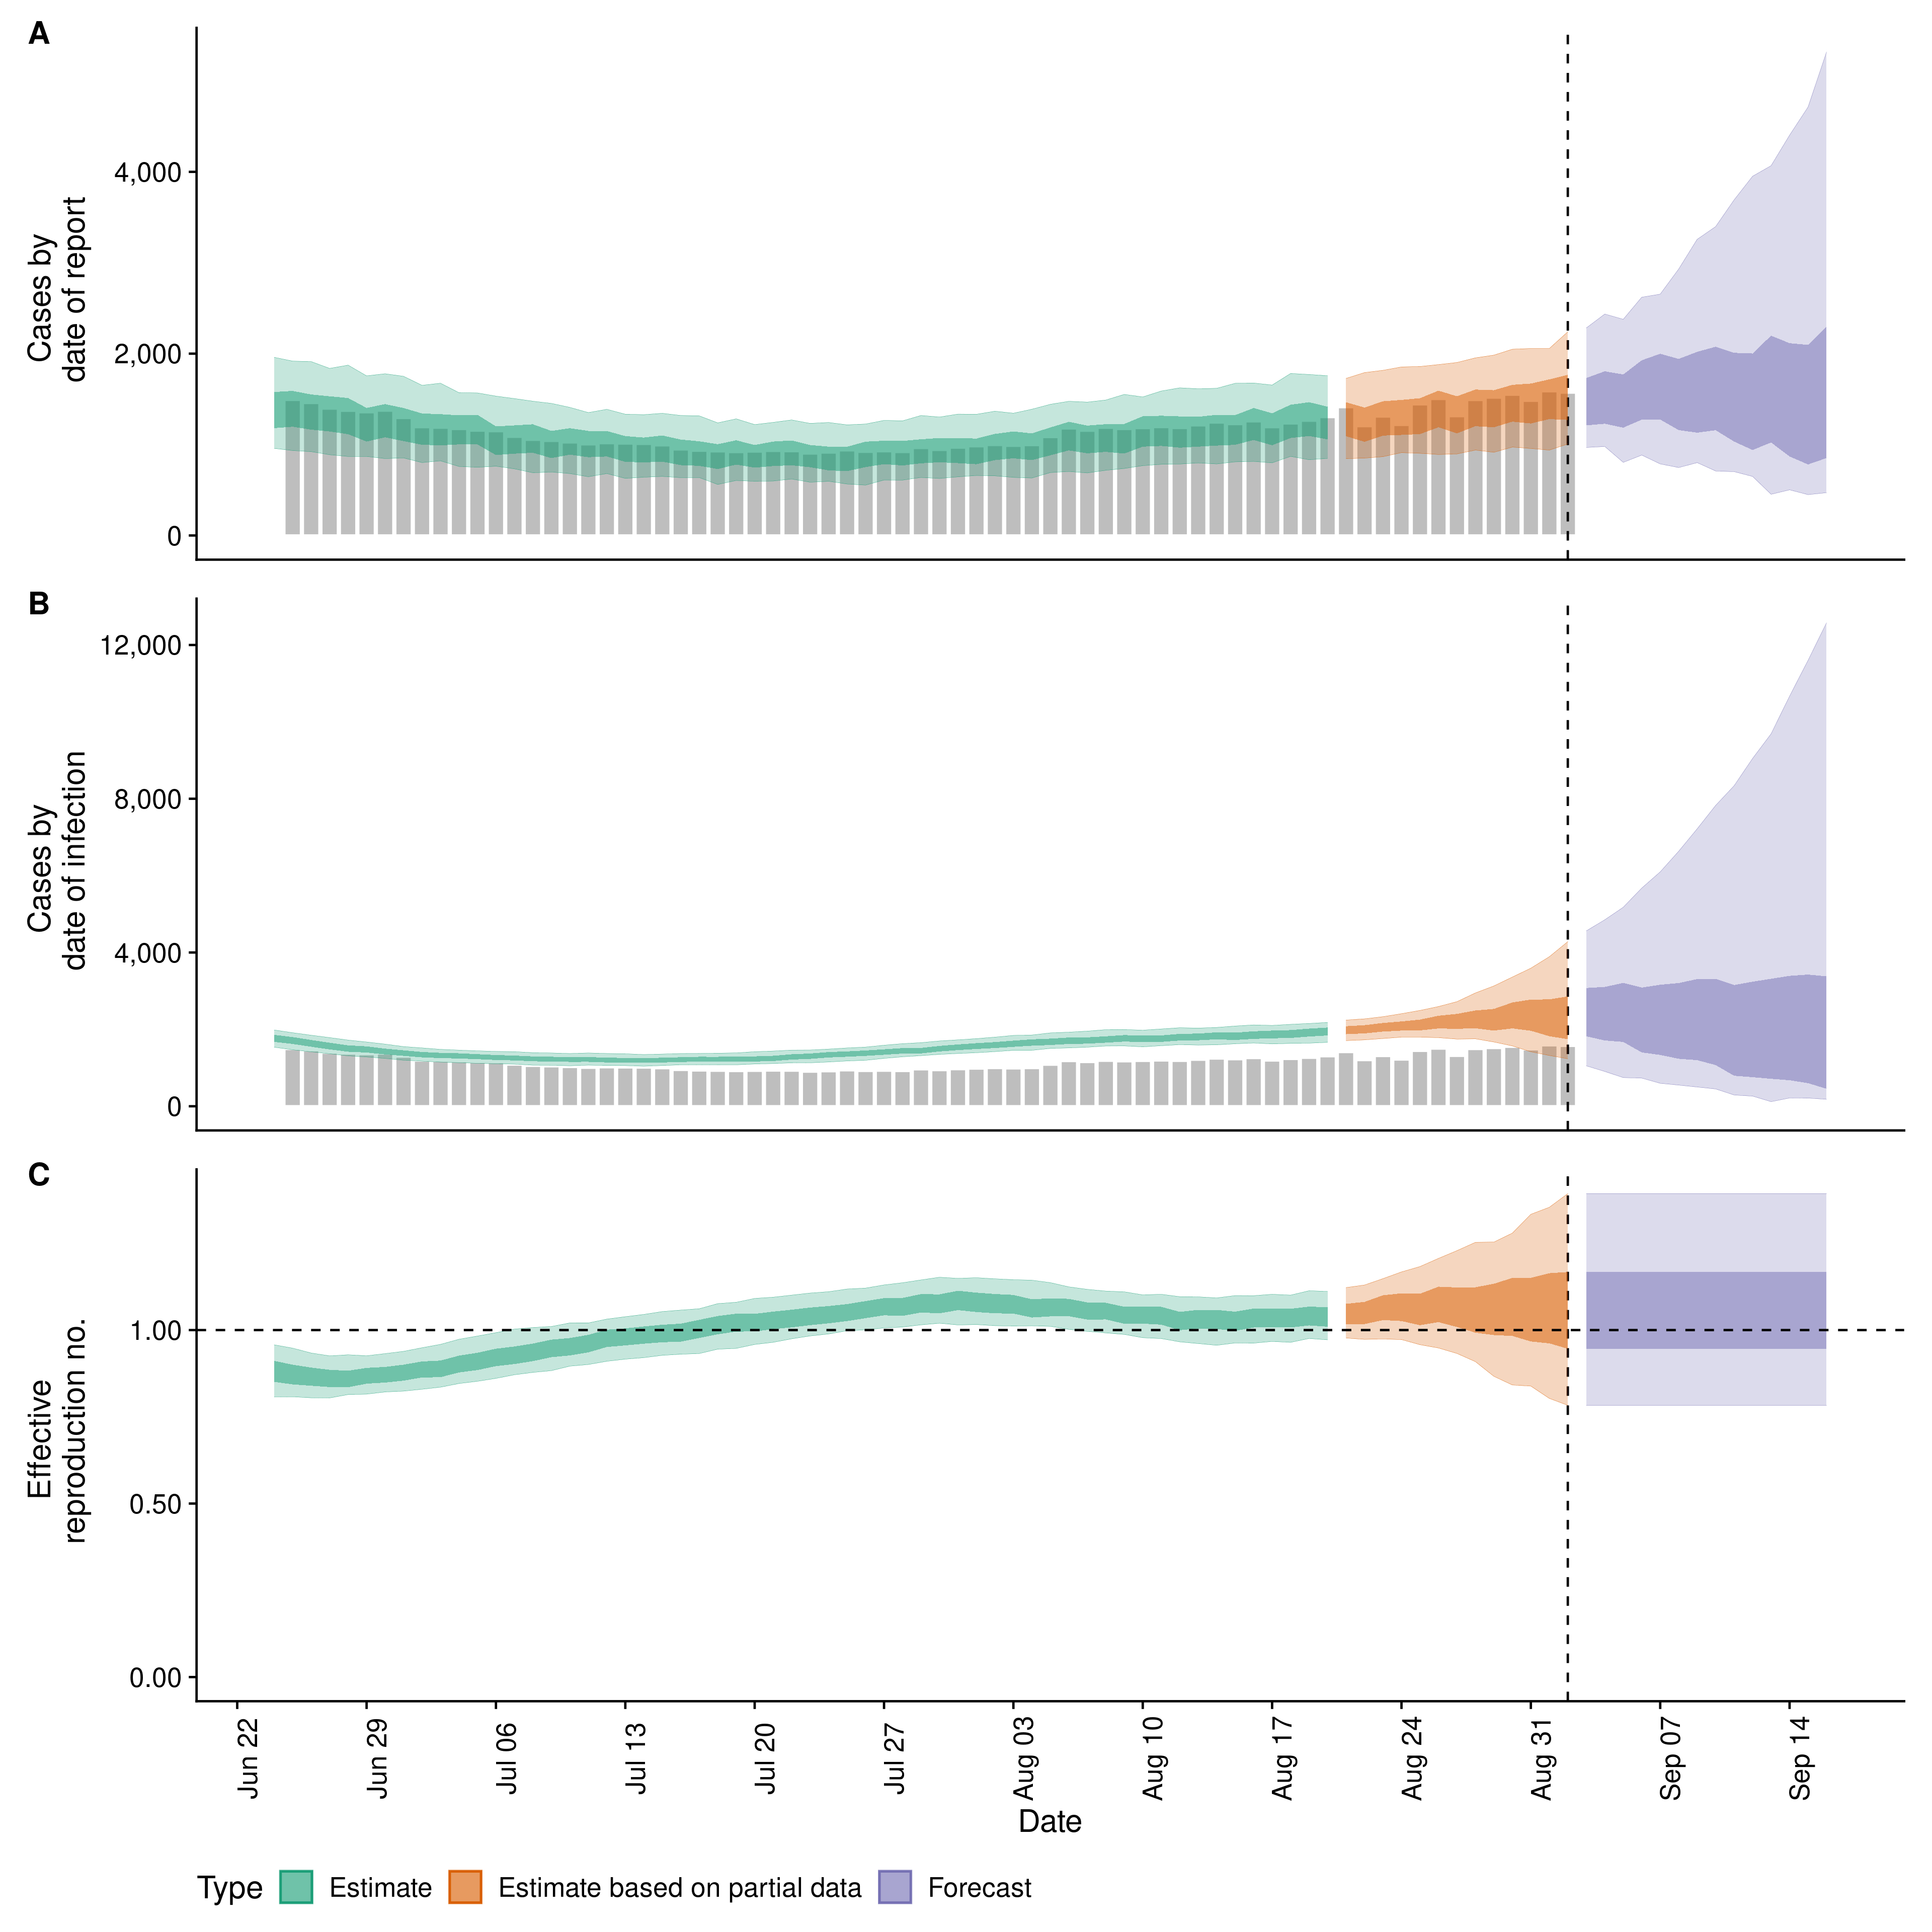 A
Cases by
date of report
4,000
2,000
0
B
Cases by
date of infection
12,000
8,000
4,000
0
C
Effective
reproduction no.
1.00
0.50
0.00
Jun 22
Jun 29
Jul 06
Jul 13
Jul 20
Jul 27
Aug 03
Aug 10
Aug 17
Aug 24
Aug 31
Sep 07
Sep 14
Date
Type Estimate Estimate based on partial data Forecast